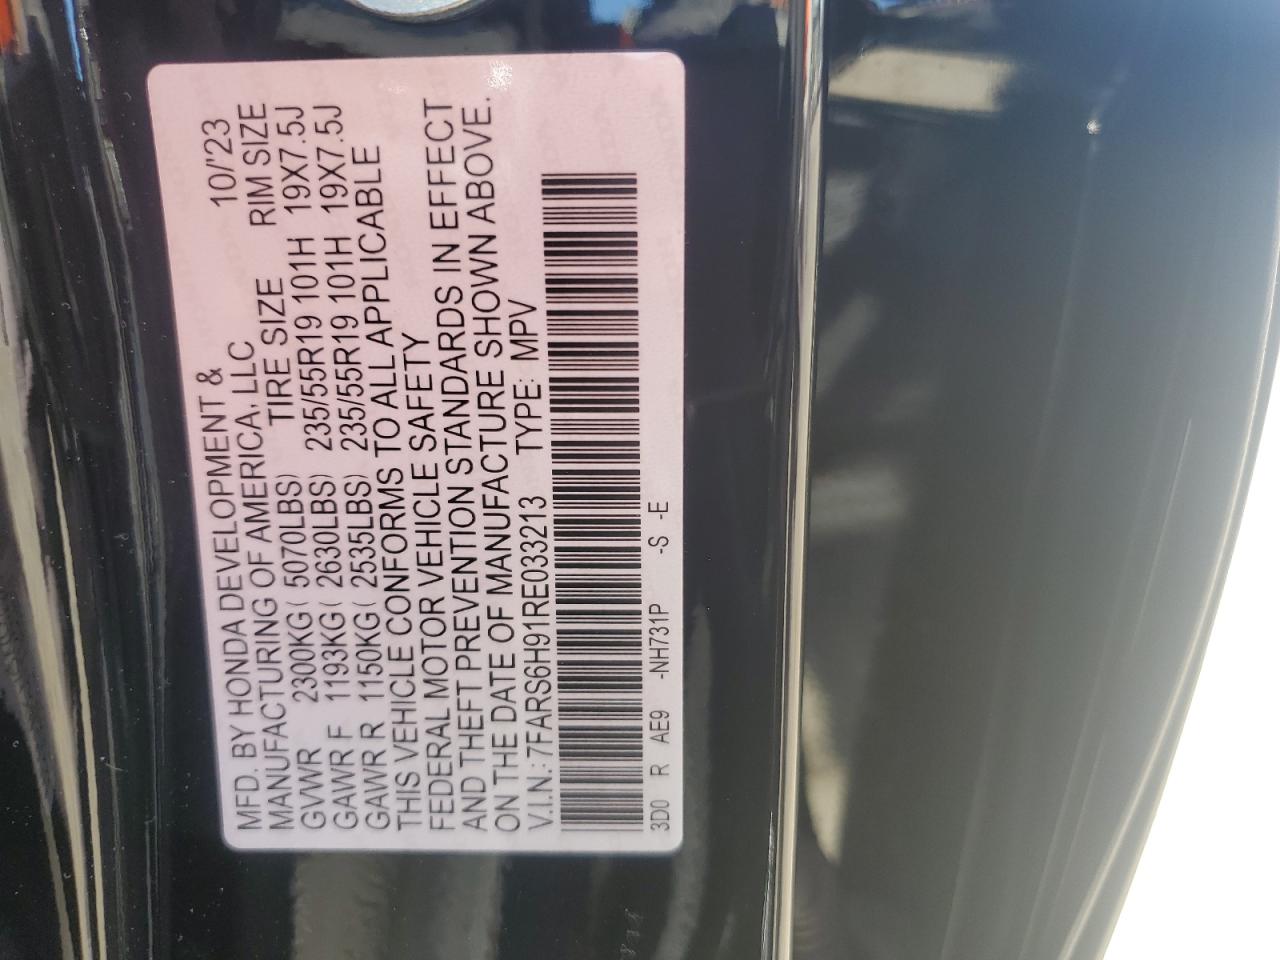 MFD. BY HONDA DEVELOPMENT & 10/'23
MANUFACTURING OF AMERICA, LLC
TIRE SIZE RIM SIZE
GVWR 2300KG( 5070LBS)
GAWR F 1193KG( 2630LBS) 235/55R19 101H 19X7.5J
GAWR R 1150KG( 2535LBS) 235/55R19 101H 19X7.5J
THIS VEHICLE CONFORMS TO ALL APPLICABLE
FEDERAL MOTOR VEHICLE SAFETY
AND THEFT PREVENTION STANDARDS IN EFFECT
ON THE DATE OF MANUFACTURE SHOWN ABOVE.
V.I.N.: 7FARS6H91RE033213 TYPE: MPV
3D0 R AE9 -NH731P -S -E